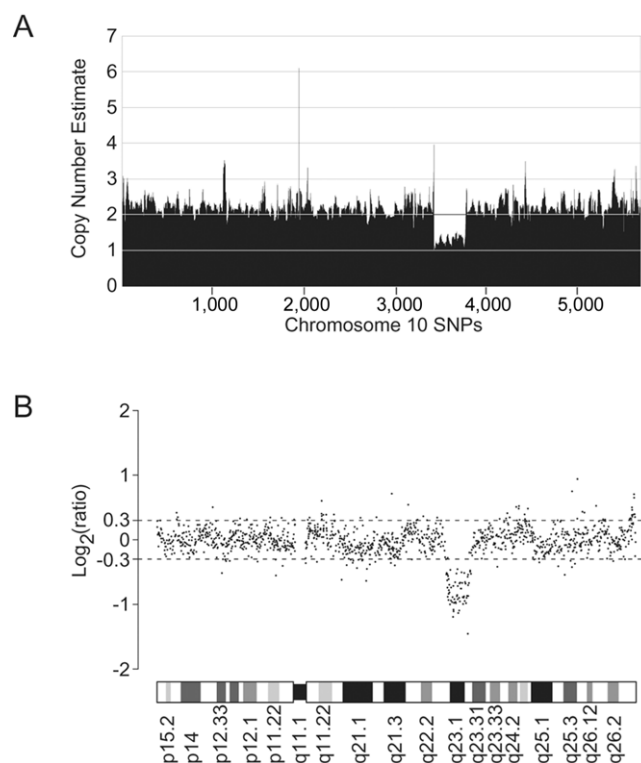 A
Copy Number Estimate
7
6
5
4
3
2
1
0
1,000 2,000 3,000 4,000 5,000
Chromosome 10 SNPs
B
Log2(ratio)
2
1
0.3
0
-0.3
-1
-2
p15.2 p14 p12.33 p12.1 p11.22 q11.1 q11.22 q21.1 q21.3 q22.2 q23.1 q23.31 q23.33 q24.2 q25.1 q25.3 q26.12 q26.2